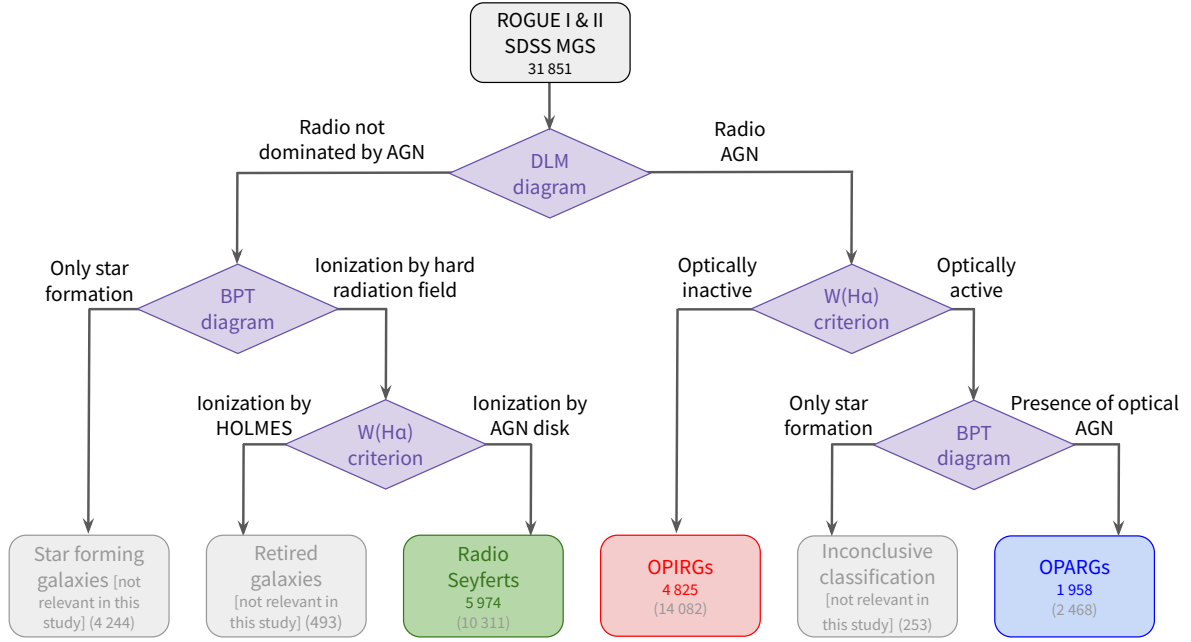 ROGUE I & II
SDSS MGS
31 851
Radio not
dominated by AGN
Radio
AGN
DLM
diagram
Only star
formation
Ionization by hard
radiation field
Optically
inactive
Optically
active
BPT
diagram
W(Hα)
criterion
Ionization by
HOLMES
Ionization by
AGN disk
Only star
formation
Presence of optical
AGN
W(Hα)
criterion
BPT
diagram
Star forming
galaxies [not
relevant in this
study] (4 244)
Retired
galaxies
[not relevant in
this study] (493)
Radio
Seyferts
5 974
(10 311)
OPIRGs
4 825
(14 082)
Inconclusive
classification
[not relevant in
this study] (253)
OPARGs
1 958
(2 468)